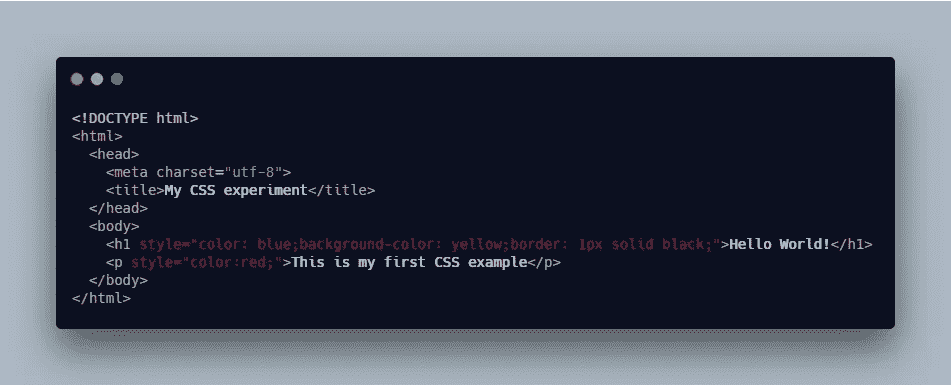 <!DOCTYPE html>
<html>
  <head>
    <meta charset="utf-8">
    <title>My CSS experiment</title>
  </head>
  <body>
    <h1 style="color: blue;background-color: yellow;border: 1px solid black;">Hello World!</h1>
    <p style="color:red;">This is my first CSS example</p>
  </body>
</html>